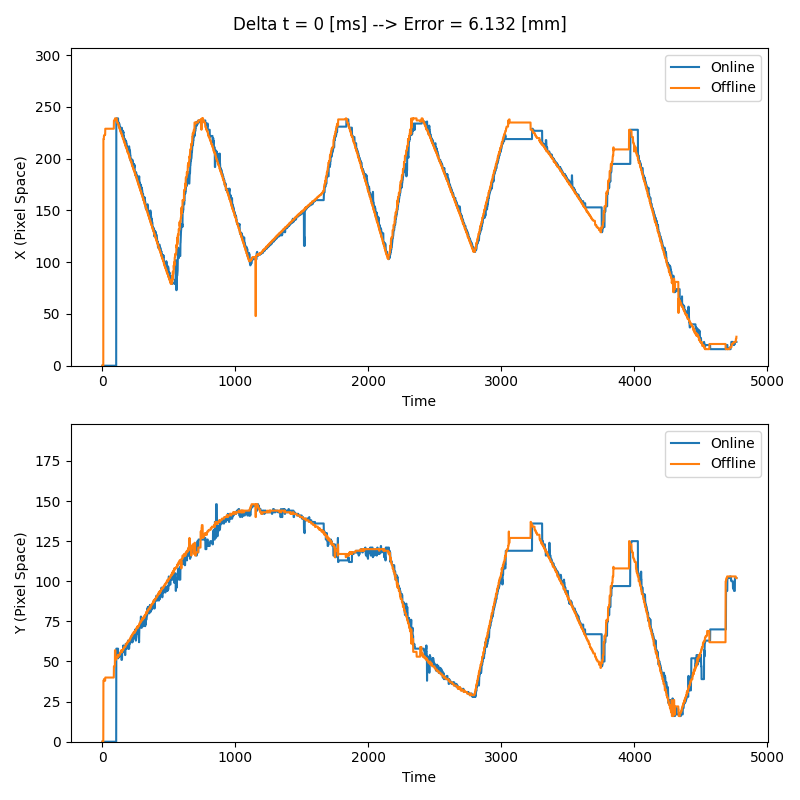 Delta t = 0 [ms] --> Error = 6.132 [mm]
300
250
200
150
100
50
0
X (Pixel Space)
Online
Offline
0 1000 2000 3000 4000 5000
Time
175
150
125
100
75
50
25
0
Y (Pixel Space)
Online
Offline
0 1000 2000 3000 4000 5000
Time